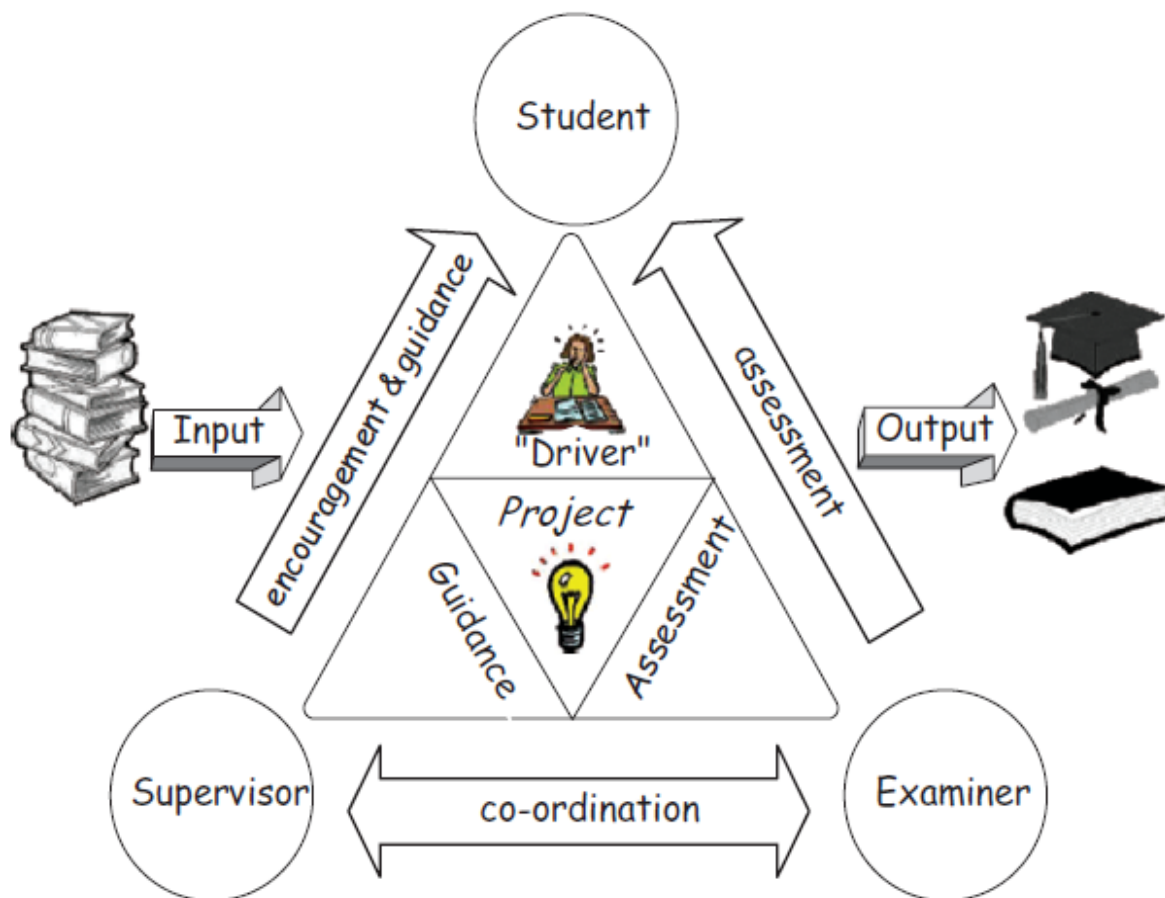 Student
encouragement & guidance
assessment
Input
Output
"Driver"
Project
Guidance
Assessment
Supervisor
co-ordination
Examiner